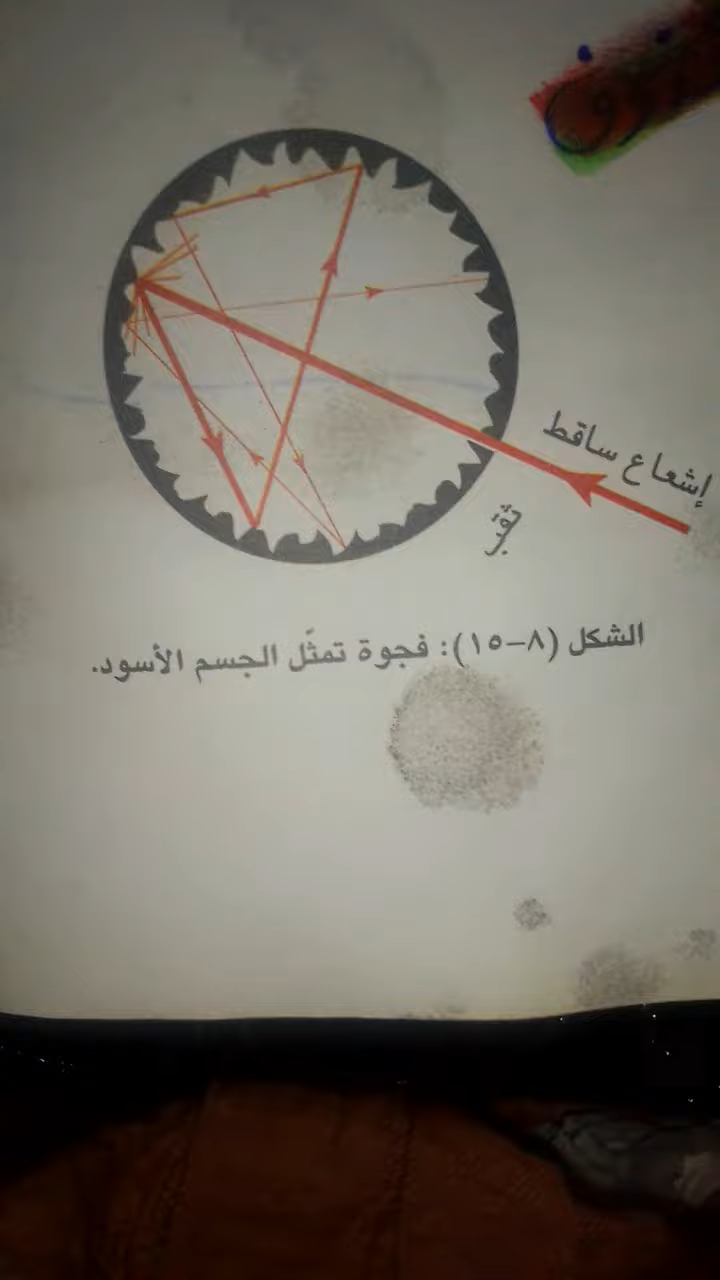 إشعاع ساقط
ثقب
الشكل (٨-١٥): فجوة تمثّل الجسم الأسود.